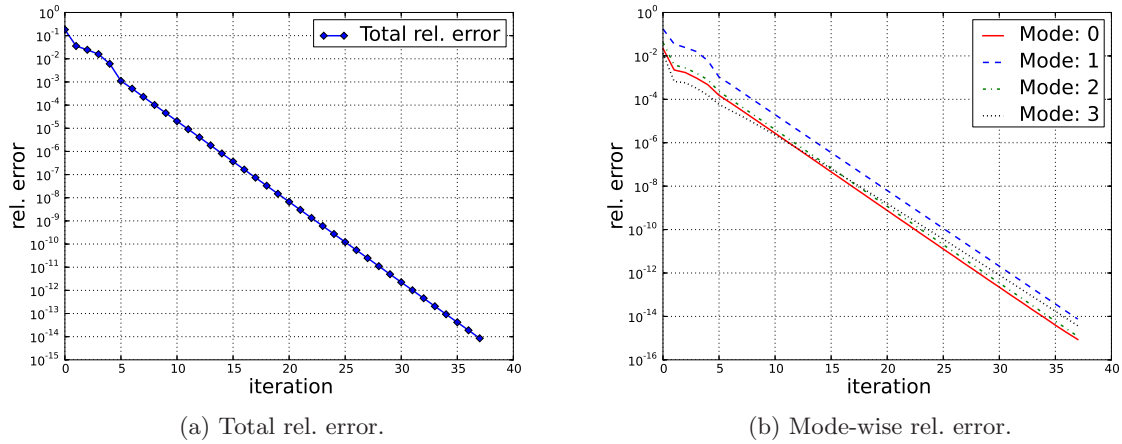 10^0
10^-1
10^-2
10^-3
10^-4
10^-5
10^-6
10^-7
10^-8
10^-9
10^-10
10^-11
10^-12
10^-13
10^-14
10^-15
rel. error
Total rel. error
0 5 10 15 20 25 30 35 40
iteration
(a) Total rel. error.
10^0
10^-2
10^-4
10^-6
10^-8
10^-10
10^-12
10^-14
10^-16
rel. error
Mode: 0
Mode: 1
Mode: 2
Mode: 3
0 5 10 15 20 25 30 35 40
iteration
(b) Mode-wise rel. error.